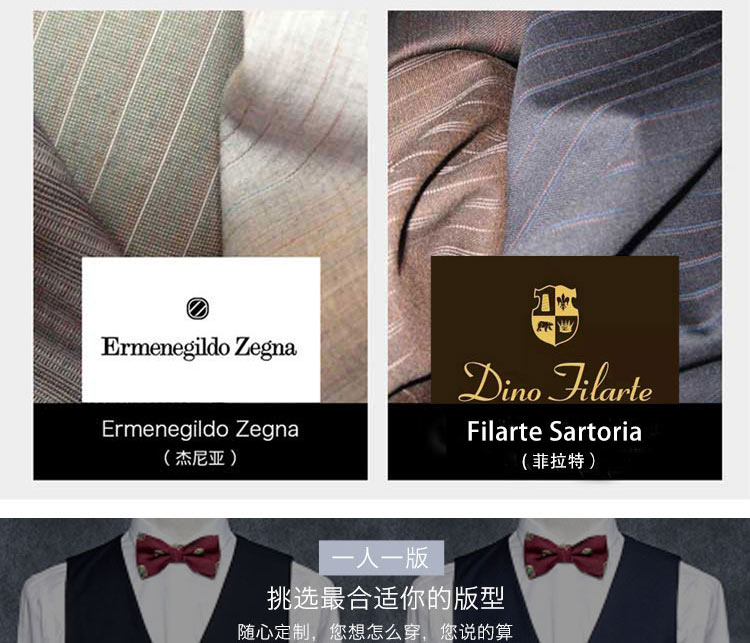 Ermenegildo Zegna
Ermenegildo Zegna
（杰尼亚）
Dino Filarte
Filarte Sartoria
（菲拉特）
一人一版
挑选最合适你的版型
随心定制，您想怎么穿，您说的算